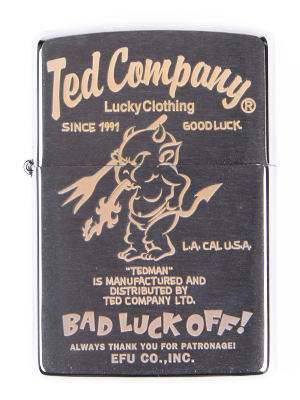 Ted Company®
Lucky Clothing
SINCE 1991 GOOD LUCK
L.A. CAL U.S.A.
"TEDMAN"
IS MANUFACTURED AND
DISTRIBUTED BY
TED COMPANY LTD.
BAD LUCK OFF!
ALWAYS THANK YOU FOR PATRONAGE!
EFU CO., INC.